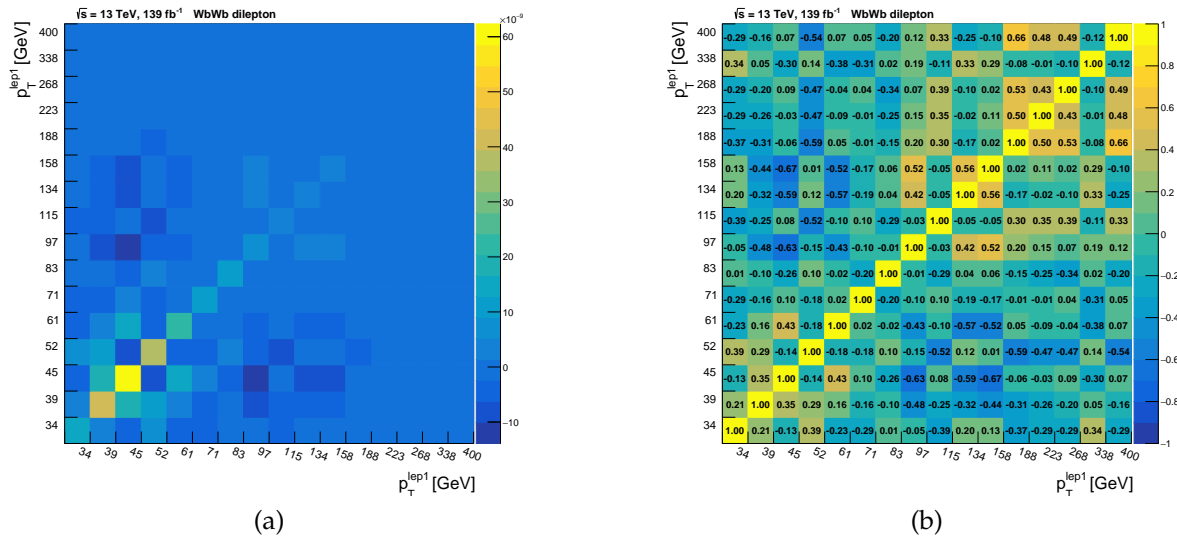 √s = 13 TeV, 139 fb⁻¹ WbWb dilepton
×10⁻⁹
p_T^lep1 [GeV]
400
338
268
223
188
158
134
115
97
83
71
61
52
45
39
34
34 39 45 52 61 71 83 97 115 134 158 188 223 268 338 400
p_T^lep1 [GeV]
60
50
40
30
20
10
0
−10
(a)
√s = 13 TeV, 139 fb⁻¹ WbWb dilepton
p_T^lep1 [GeV]
400 -0.29 -0.16 0.07 -0.54 0.07 0.05 -0.20 0.12 0.33 -0.25 -0.10 0.66 0.48 0.49 -0.12 1.00
338 0.34 0.05 -0.30 0.14 -0.38 -0.31 0.02 0.19 -0.11 0.33 0.29 -0.08 -0.01 -0.10 1.00 -0.12
268 -0.29 -0.20 0.09 -0.47 -0.04 0.04 -0.34 0.07 0.39 -0.10 0.02 0.53 0.43 1.00 -0.10 0.49
223 -0.29 -0.26 -0.03 -0.47 -0.09 -0.01 -0.25 0.15 0.35 -0.02 0.11 0.50 1.00 0.43 -0.01 0.48
188 -0.37 -0.31 -0.06 -0.59 0.05 -0.01 -0.15 0.20 0.30 -0.17 0.02 1.00 0.50 0.53 -0.08 0.66
158 0.13 -0.44 -0.67 0.01 -0.52 -0.17 0.06 0.52 -0.05 0.56 1.00 0.02 0.11 0.02 0.29 -0.10
134 0.20 -0.32 -0.59 0.12 -0.57 -0.19 0.04 0.42 -0.05 1.00 0.56 -0.17 -0.02 -0.10 0.33 -0.25
115 -0.39 -0.25 0.08 -0.52 -0.10 0.10 -0.29 -0.03 1.00 -0.05 -0.05 0.30 0.35 0.39 -0.11 0.33
97 -0.05 -0.48 -0.63 -0.15 -0.43 -0.10 -0.01 1.00 -0.03 0.42 0.52 0.20 0.15 0.07 0.19 0.12
83 0.01 -0.10 -0.26 0.10 -0.02 -0.20 1.00 -0.01 -0.29 0.04 0.06 -0.15 -0.25 -0.34 0.02 -0.20
71 -0.29 -0.16 0.10 -0.18 0.02 1.00 -0.20 -0.10 0.10 -0.19 -0.17 -0.01 -0.01 0.04 -0.31 0.05
61 -0.23 0.16 0.43 -0.18 1.00 0.02 -0.02 -0.43 -0.10 -0.57 -0.52 0.05 -0.09 -0.04 -0.38 0.07
52 0.39 0.29 -0.14 1.00 -0.18 -0.18 0.10 -0.15 -0.52 0.12 0.01 -0.59 -0.47 -0.47 0.14 -0.54
45 -0.13 0.35 1.00 -0.14 0.43 0.10 -0.26 -0.63 0.08 -0.59 -0.67 -0.06 -0.03 0.09 -0.30 0.07
39 0.21 1.00 0.35 0.29 0.16 -0.16 -0.10 -0.48 -0.25 -0.32 -0.44 -0.31 -0.26 -0.20 0.05 -0.16
34 1.00 0.21 -0.13 0.39 -0.23 -0.29 0.01 -0.05 -0.39 0.20 0.13 -0.37 -0.29 -0.29 0.34 -0.29
34 39 45 52 61 71 83 97 115 134 158 188 223 268 338 400
p_T^lep1 [GeV]
1
0.8
0.6
0.4
0.2
0
−0.2
−0.4
−0.6
−0.8
−1
(b)